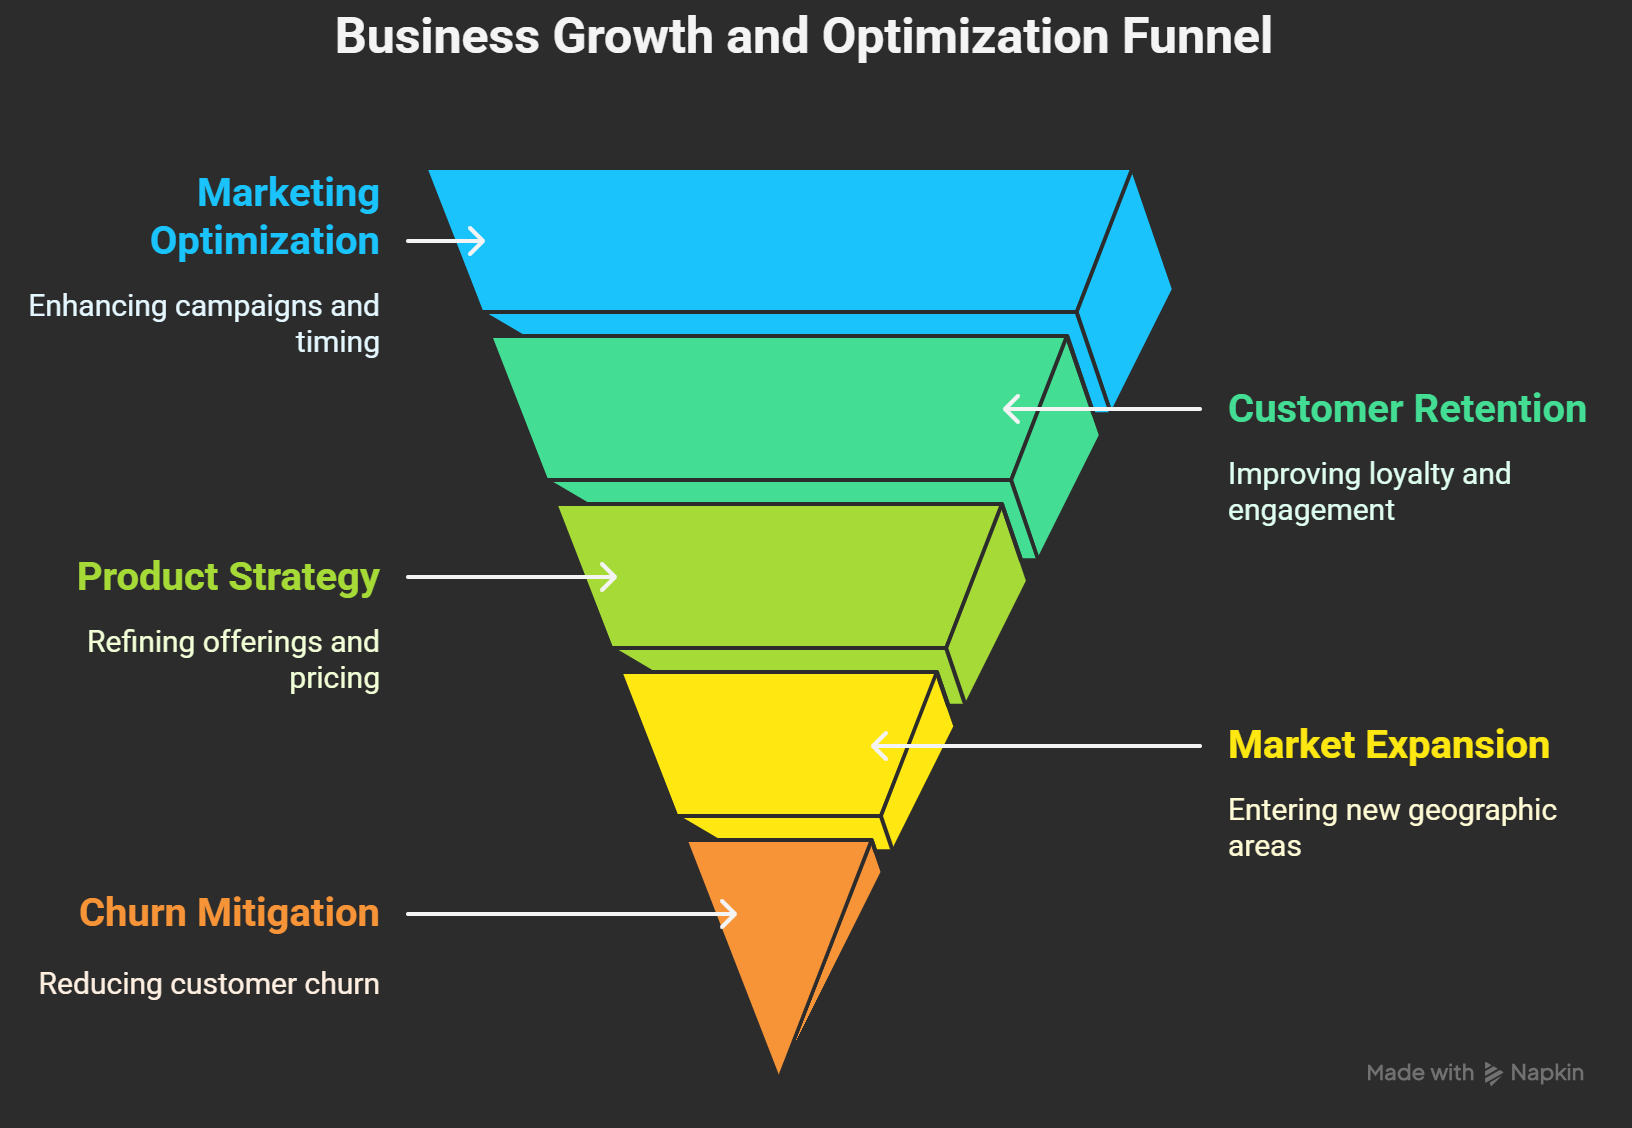 Business Growth and Optimization Funnel
Marketing
Optimization
Enhancing campaigns and
timing
Customer Retention
Improving loyalty and
engagement
Product Strategy
Refining offerings and
pricing
Market Expansion
Entering new geographic
areas
Churn Mitigation
Reducing customer churn
Made with Napkin